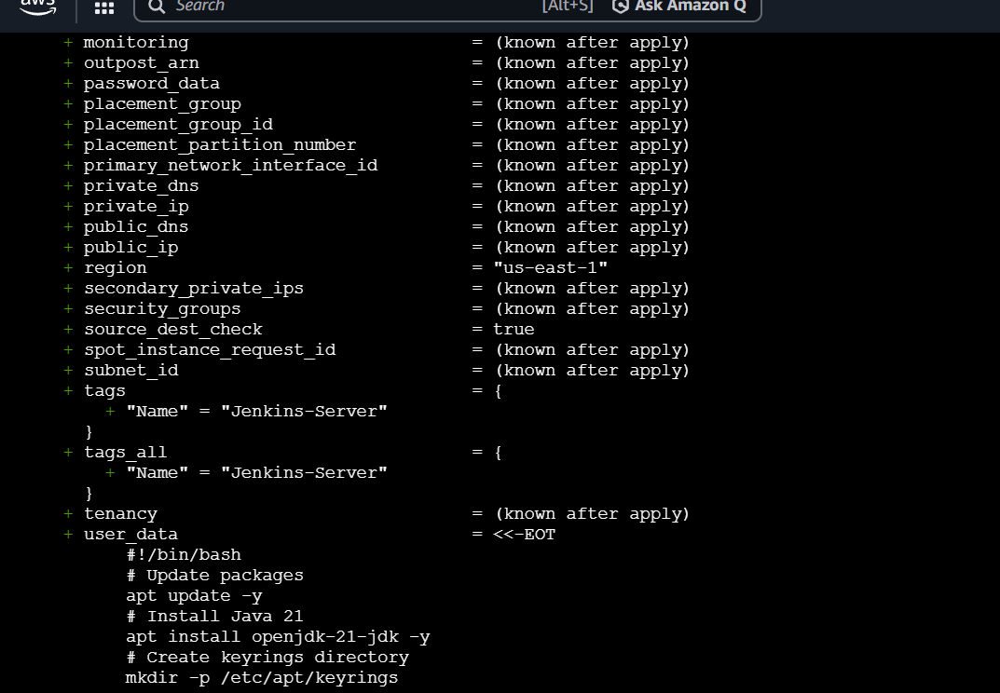 aws Search [Alt+S] Ask Amazon Q
+ monitoring = (known after apply)
+ outpost_arn = (known after apply)
+ password_data = (known after apply)
+ placement_group = (known after apply)
+ placement_group_id = (known after apply)
+ placement_partition_number = (known after apply)
+ primary_network_interface_id = (known after apply)
+ private_dns = (known after apply)
+ private_ip = (known after apply)
+ public_dns = (known after apply)
+ public_ip = (known after apply)
+ region = "us-east-1"
+ secondary_private_ips = (known after apply)
+ security_groups = (known after apply)
+ source_dest_check = true
+ spot_instance_request_id = (known after apply)
+ subnet_id = (known after apply)
+ tags = {
+ "Name" = "Jenkins-Server"
}
+ tags_all = {
+ "Name" = "Jenkins-Server"
}
+ tenancy = (known after apply)
+ user_data = <<-EOT
#!/bin/bash
# Update packages
apt update -y
# Install Java 21
apt install openjdk-21-jdk -y
# Create keyrings directory
mkdir -p /etc/apt/keyrings